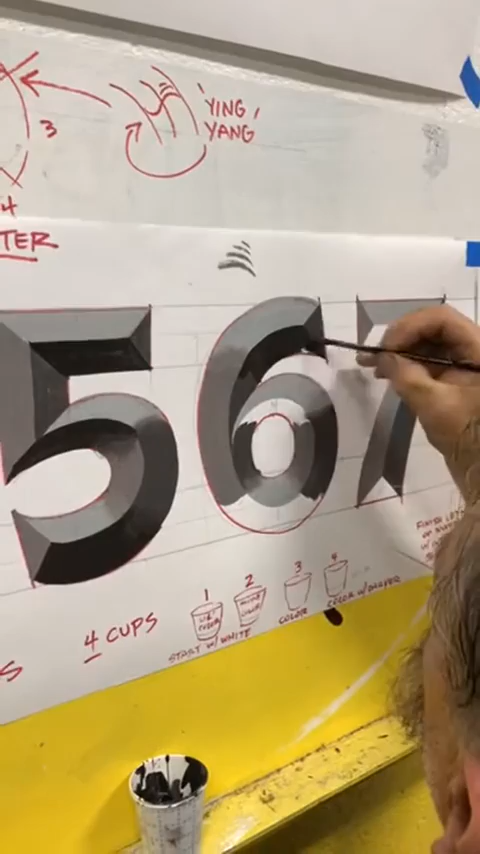 3
'YING,
YANG
4
TER
567
4 CUPS
1 2 3 4
START W/ WHITE
COLOR
COLOR W/ DARKER
S